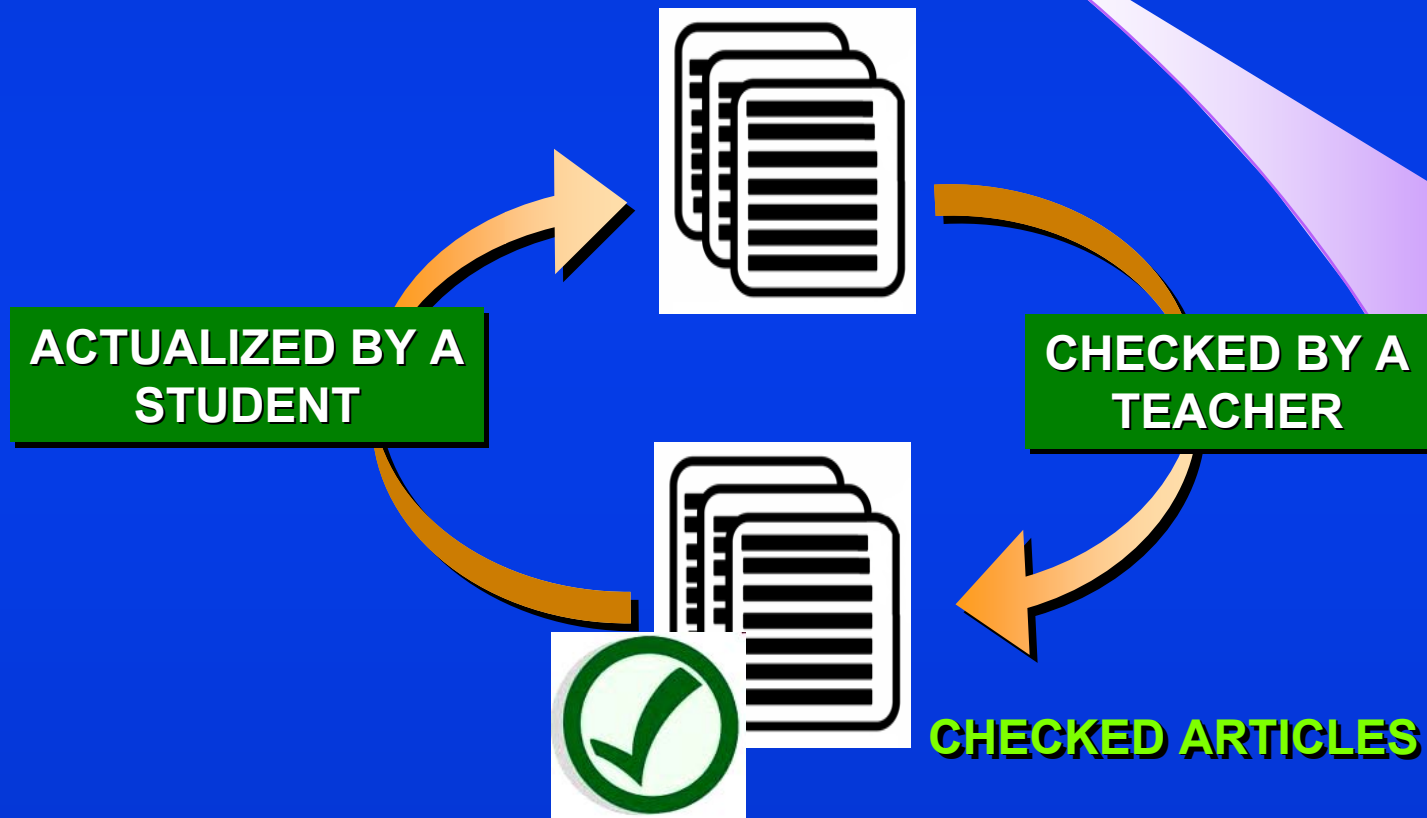 ACTUALIZED BY A
STUDENT
CHECKED BY A
TEACHER
CHECKED ARTICLES